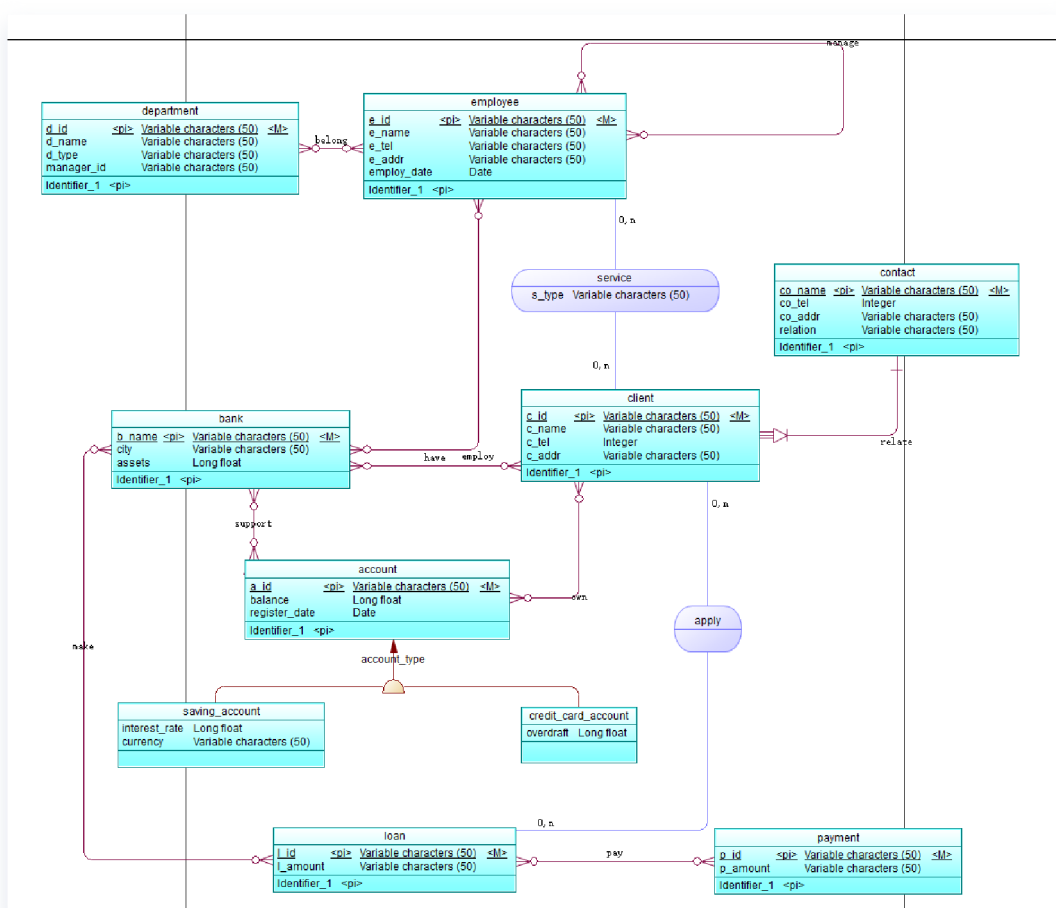 manage
department
d_id <pi> Variable characters (50) <M>
d_name Variable characters (50)
d_type Variable characters (50)
manager_id Variable characters (50)
Identifier_1 <pi>
belong
employee
e_id <pi> Variable characters (50) <M>
e_name Variable characters (50)
e_tel Variable characters (50)
e_addr Variable characters (50)
employ_date Date
Identifier_1 <pi>
0,n
service
s_type Variable characters (50)
0,n
contact
co_name <pi> Variable characters (50) <M>
co_tel Integer
co_addr Variable characters (50)
relation Variable characters (50)
Identifier_1 <pi>
relate
bank
b_name <pi> Variable characters (50) <M>
city Variable characters (50)
assets Long float
Identifier_1 <pi>
have
employ
client
c_id <pi> Variable characters (50) <M>
c_name Variable characters (50)
c_tel Integer
c_addr Variable characters (50)
Identifier_1 <pi>
0,n
support
account
a_id <pi> Variable characters (50) <M>
balance Long float
register_date Date
Identifier_1 <pi>
own
apply
make
account_type
saving_account
interest_rate Long float
currency Variable characters (50)
credit_card_account
overdraft Long float
0,n
loan
l_id <pi> Variable characters (50) <M>
l_amount Variable characters (50)
Identifier_1 <pi>
pay
payment
p_id <pi> Variable characters (50) <M>
p_amount Variable characters (50)
Identifier_1 <pi>